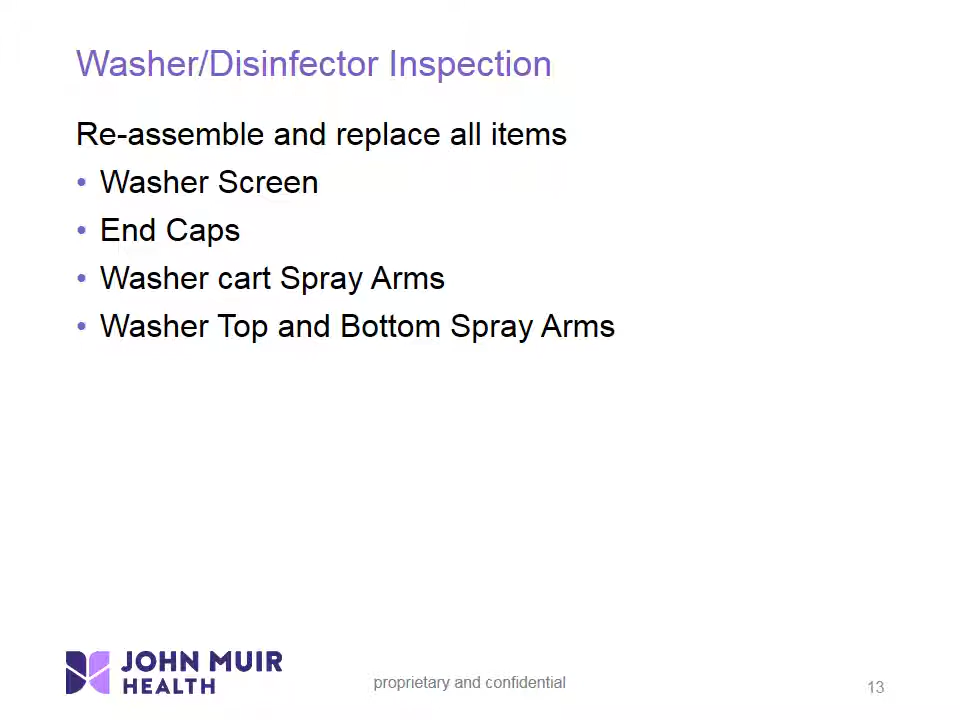 Washer/Disinfector Inspection
Re-assemble and replace all items
• Washer Screen
• End Caps
• Washer cart Spray Arms
• Washer Top and Bottom Spray Arms
JOHN MUIR
HEALTH
proprietary and confidential
13